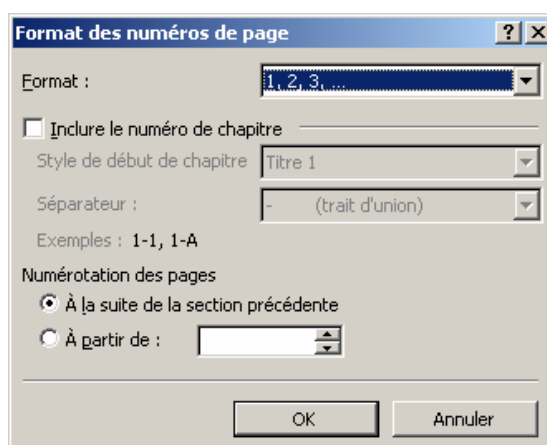 Format des numéros de page
Format : 1, 2, 3, ...
Inclure le numéro de chapitre
Style de début de chapitre Titre 1
Séparateur : - (trait d'union)
Exemples : 1-1, 1-A
Numérotation des pages
À la suite de la section précédente
À partir de :
OK Annuler